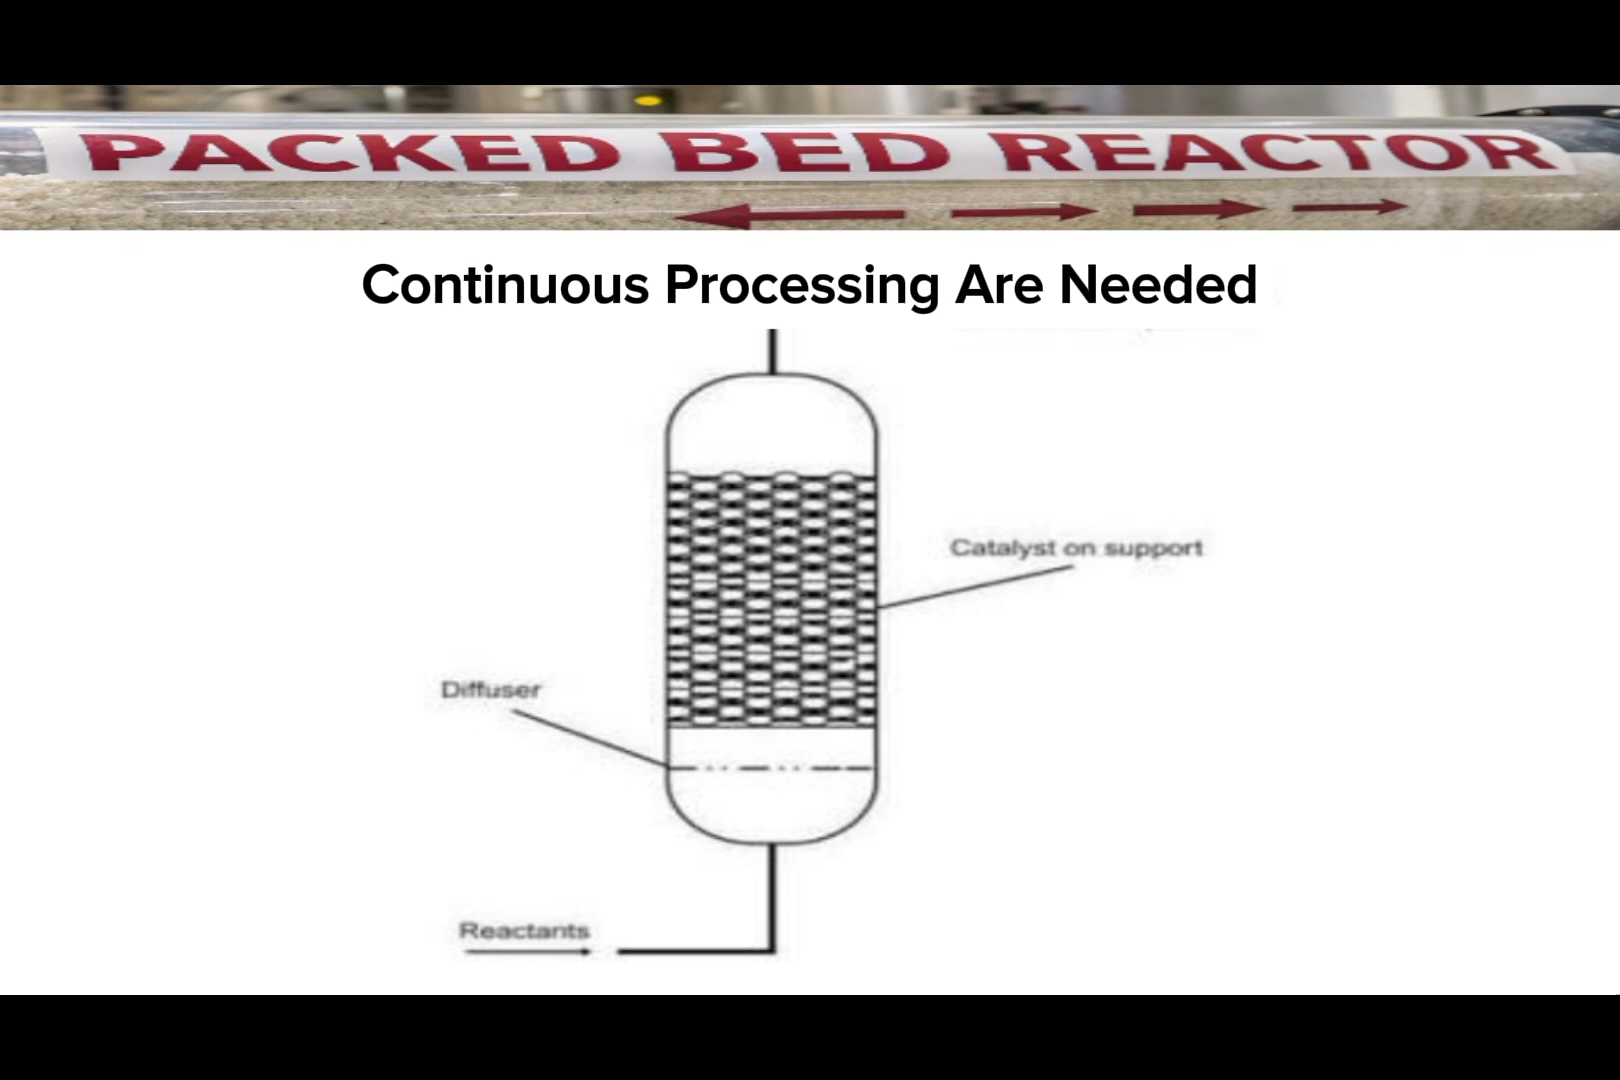 PACKED BED REACTOR
Continuous Processing Are Needed
Catalyst on support
Diffuser
Reactants